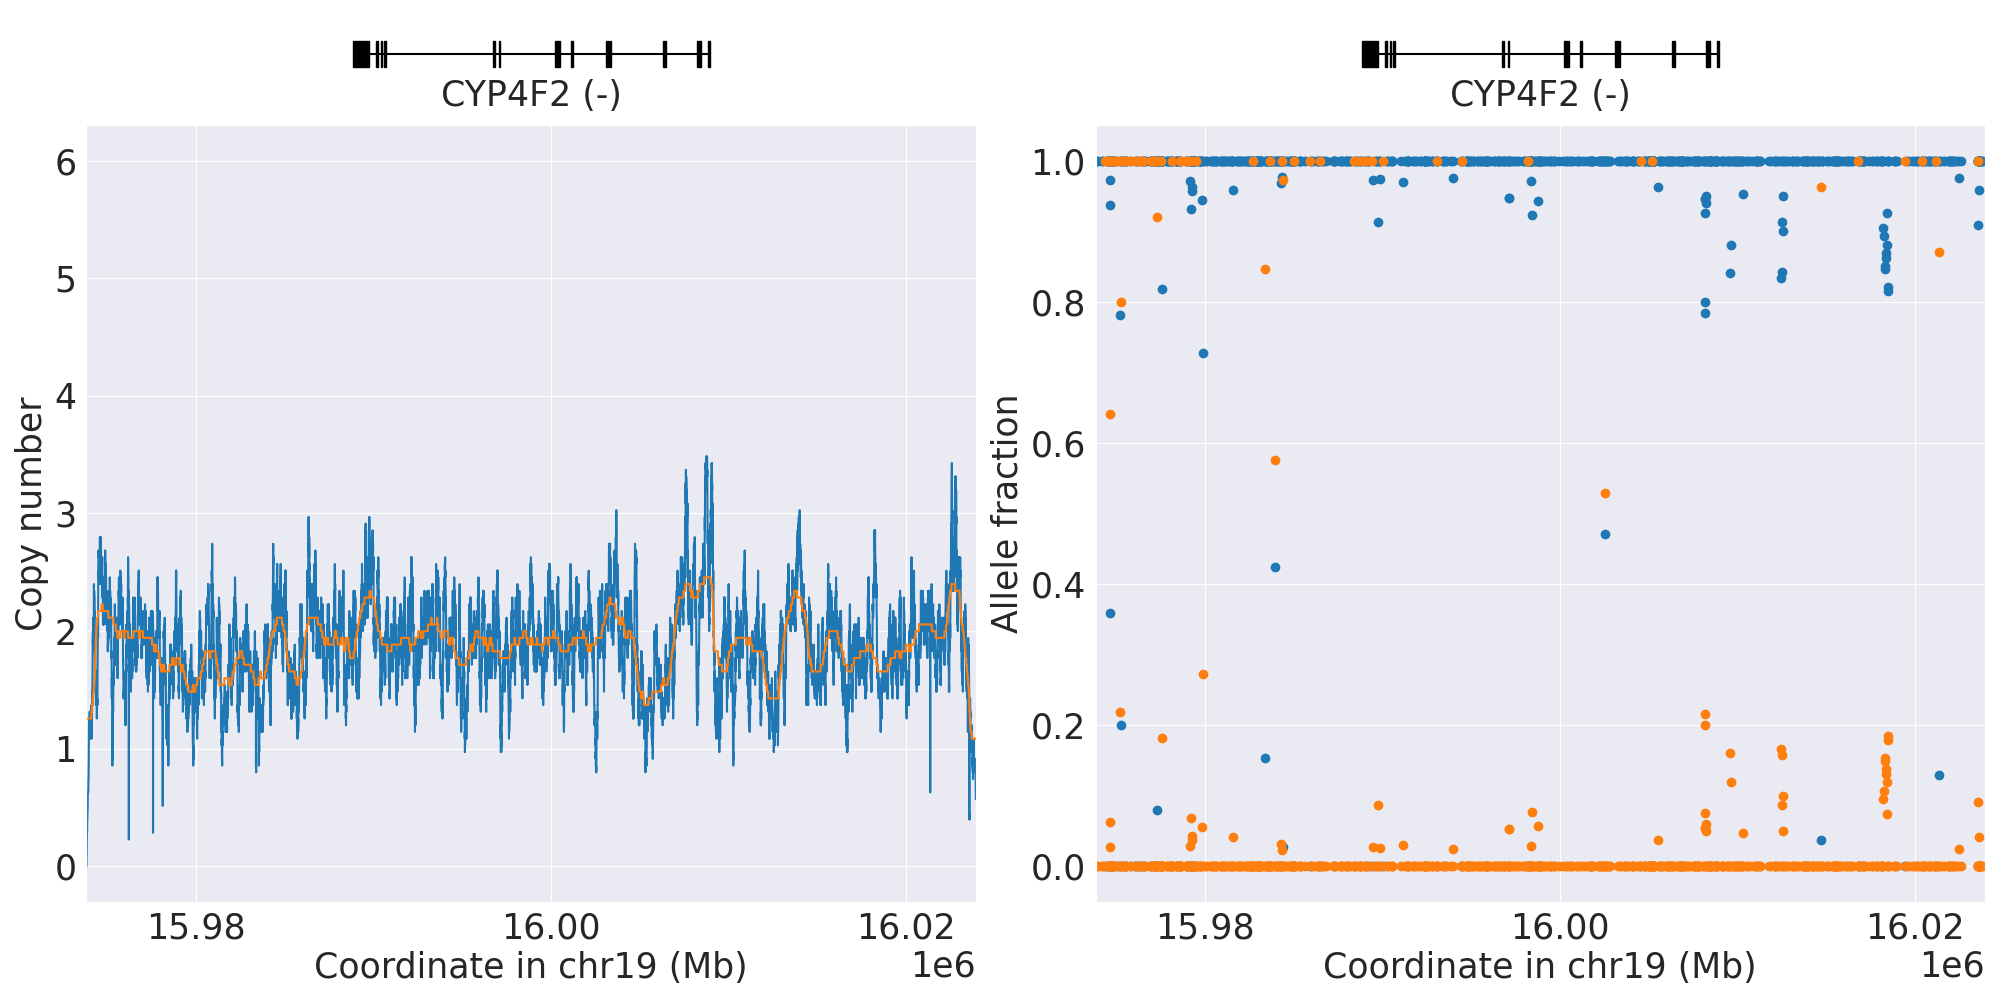 CYP4F2 (-)
6
5
4
3
2
1
0
Copy number
15.98
16.00
16.02
Coordinate in chr19 (Mb)
1e6
CYP4F2 (-)
1.0
0.8
0.6
0.4
0.2
0.0
Allele fraction
15.98
16.00
16.02
Coordinate in chr19 (Mb)
1e6